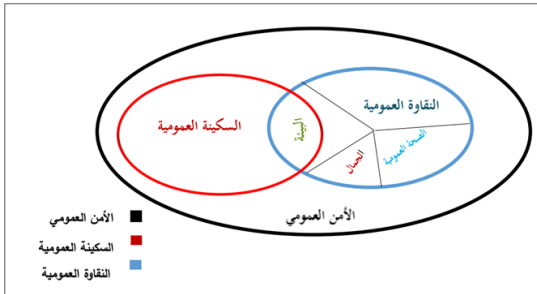 النقاوة العمومية
السكينة العمومية
البيئة
الصحة العمومية
الجمال
الأمن العمومي
الأمن العمومي
السكينة العمومية
النقاوة العمومية